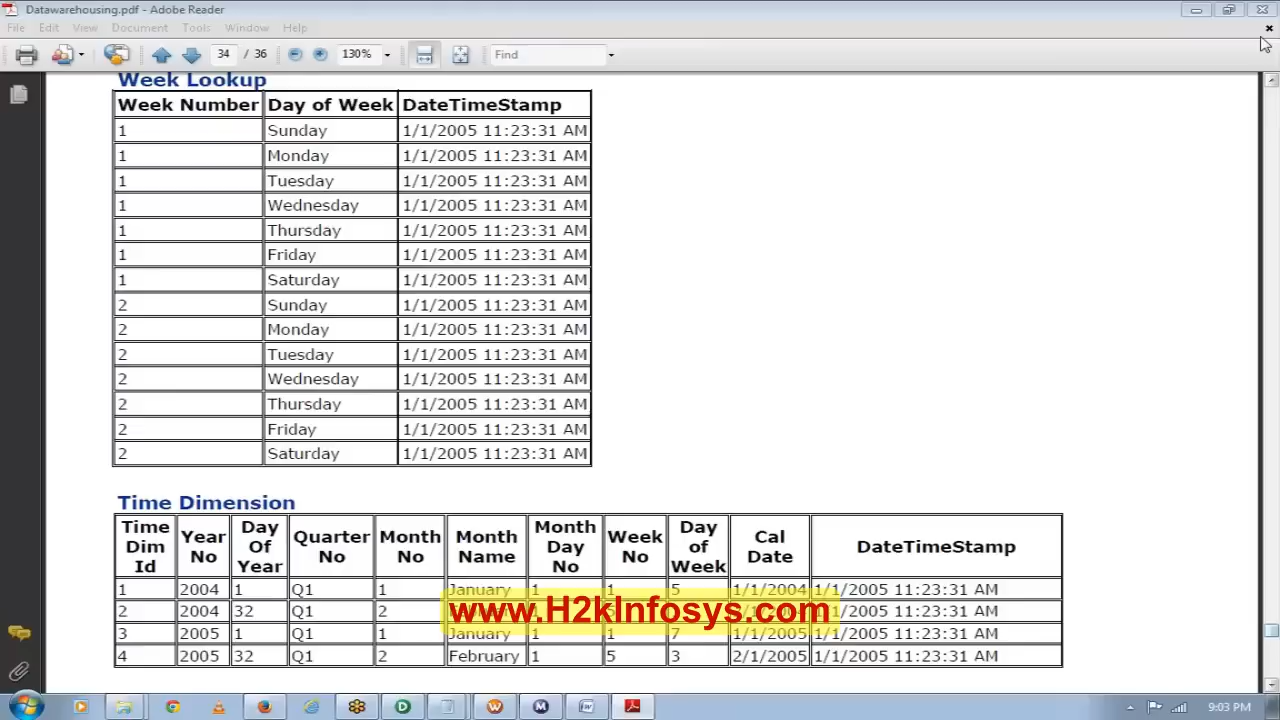 Datawarehousing.pdf - Adobe Reader
File Edit View Document Tools Window Help
34 / 36 130% Find
Week Lookup
Week Number Day of Week DateTimeStamp
1 Sunday 1/1/2005 11:23:31 AM
1 Monday 1/1/2005 11:23:31 AM
1 Tuesday 1/1/2005 11:23:31 AM
1 Wednesday 1/1/2005 11:23:31 AM
1 Thursday 1/1/2005 11:23:31 AM
1 Friday 1/1/2005 11:23:31 AM
1 Saturday 1/1/2005 11:23:31 AM
2 Sunday 1/1/2005 11:23:31 AM
2 Monday 1/1/2005 11:23:31 AM
2 Tuesday 1/1/2005 11:23:31 AM
2 Wednesday 1/1/2005 11:23:31 AM
2 Thursday 1/1/2005 11:23:31 AM
2 Friday 1/1/2005 11:23:31 AM
2 Saturday 1/1/2005 11:23:31 AM
Time Dimension
Time Dim Id Year No Day Of Year Quarter No Month No Month Name Month Day No Week No Day of Week Cal Date DateTimeStamp
1 2004 1 Q1 1 January 1 1 5 1/1/2004 1/1/2005 11:23:31 AM
2 2004 32 Q1 2 1/1/2005 11:23:31 AM
www.H2kInfosys.com
3 2005 1 Q1 1 January 1 1 7 1/1/2005 1/1/2005 11:23:31 AM
4 2005 32 Q1 2 February 1 5 3 2/1/2005 1/1/2005 11:23:31 AM
9:03 PM